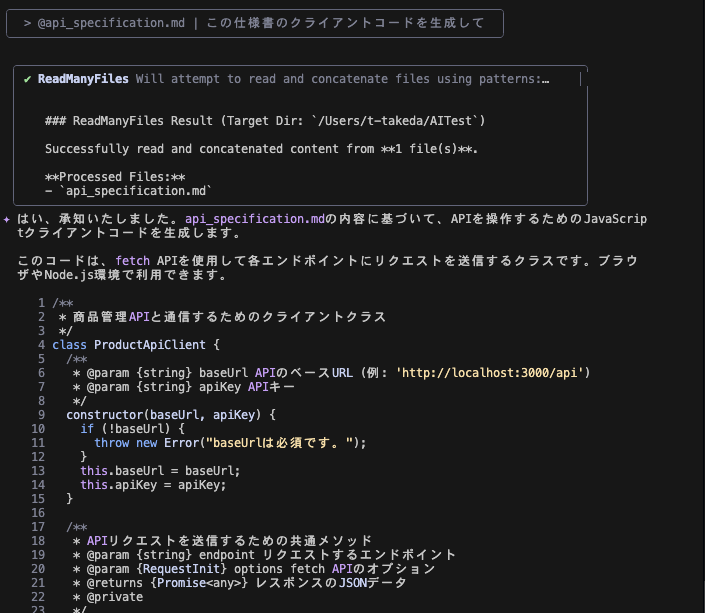 > @api_specification.md | この仕様書のクライアントコードを生成して
✔ ReadManyFiles Will attempt to read and concatenate files using patterns:…
### ReadManyFiles Result (Target Dir: `/Users/t-takeda/AITest`)
Successfully read and concatenated content from **1 file(s)**.
**Processed Files:**
- `api_specification.md`
✦ はい、承知いたしました。api_specification.mdの内容に基づいて、APIを操作するためのJavaScrip
tクライアントコードを生成します。
このコードは、fetch APIを使用して各エンドポイントにリクエストを送信するクラスです。ブラウ
ザやNode.js環境で利用できます。
1 /**
2  * 商品管理APIと通信するためのクライアントクラス
3  */
4 class ProductApiClient {
5   /**
6    * @param {string} baseUrl APIのベースURL (例: 'http://localhost:3000/api')
7    * @param {string} apiKey APIキー
8    */
9   constructor(baseUrl, apiKey) {
10     if (!baseUrl) {
11       throw new Error("baseUrlは必須です。");
12     }
13     this.baseUrl = baseUrl;
14     this.apiKey = apiKey;
15   }
16
17   /**
18    * APIリクエストを送信するための共通メソッド
19    * @param {string} endpoint リクエストするエンドポイント
20    * @param {RequestInit} options fetch APIのオプション
21    * @returns {Promise<any>} レスポンスのJSONデータ
22    * @private
23    */